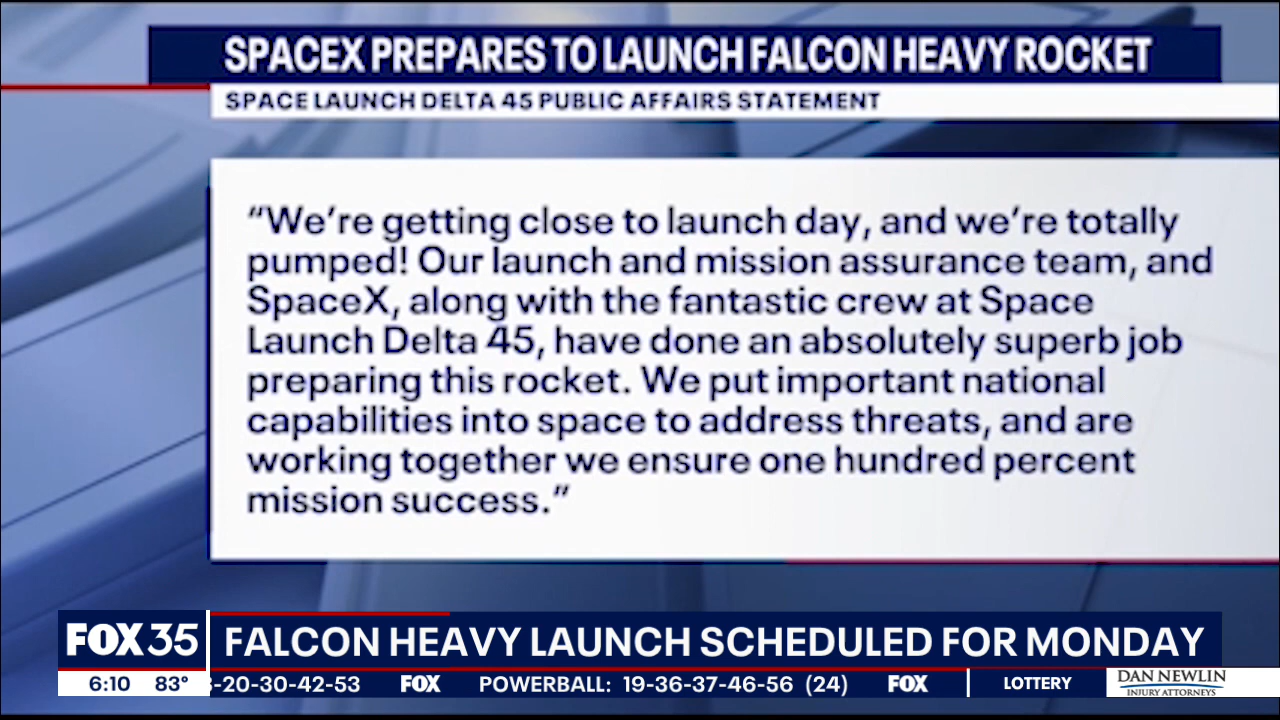 SPACEX PREPARES TO LAUNCH FALCON HEAVY ROCKET
SPACE LAUNCH DELTA 45 PUBLIC AFFAIRS STATEMENT
“We’re getting close to launch day, and we’re totally
pumped! Our launch and mission assurance team, and
SpaceX, along with the fantastic crew at Space
Launch Delta 45, have done an absolutely superb job
preparing this rocket. We put important national
capabilities into space to address threats, and are
working together we ensure one hundred percent
mission success.”
FOX 35 FALCON HEAVY LAUNCH SCHEDULED FOR MONDAY
6:10 83° -20-30-42-53 FOX POWERBALL: 19-36-37-46-56 (24) FOX LOTTERY DAN NEWLIN
INJURY ATTORNEYS